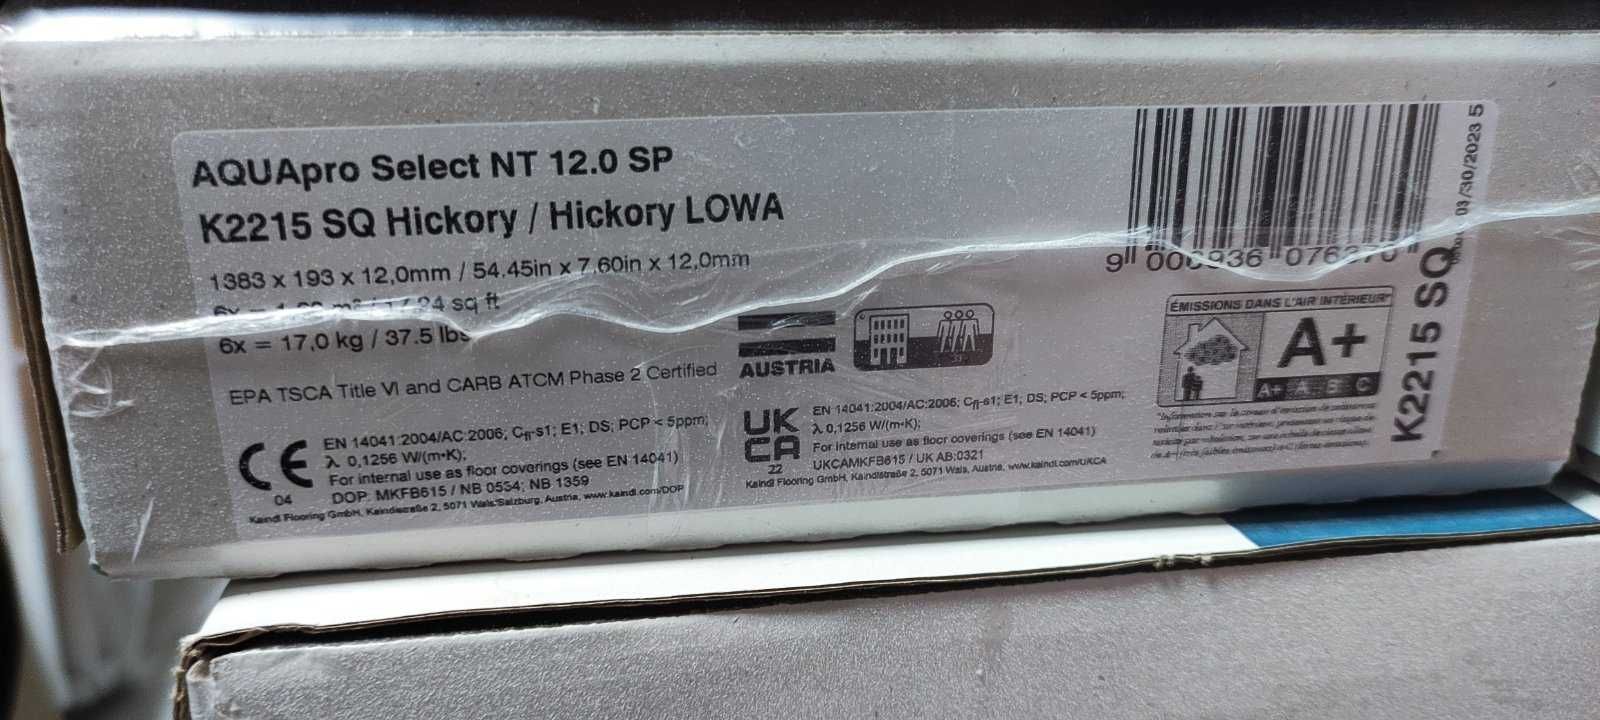 AQUApro Select NT 12.0 SP
K2215 SQ Hickory / Hickory LOWA
1383 x 193 x 12,0mm / 54.45in x 7.60in x 12,0mm
sq ft
6x = 17,0 kg / 37.5 lbs
EPA TSCA Title VI and CARB ATCM Phase 2 Certified
CE
04
EN 14041:2004/AC:2006; Cfl-s1; E1; DS; PCP < 5ppm;
λ 0,1256 W/(m•K);
For internal use as floor coverings (see EN 14041)
DOP: MKFB615 / NB 0534; NB 1359
Kaindl Flooring GmbH, Kaindlstraße 2, 5071 Wals/Salzburg, Austria, www.kaindl.com/DOP
AUSTRIA
33
UK
CA
22
EN 14041:2004/AC:2006; Cfl-s1; E1; DS; PCP < 5ppm;
λ 0,1256 W/(m•K);
For internal use as floor coverings (see EN 14041)
UKCAMKFB615 / UK AB:0321
Kaindl Flooring GmbH, Kaindlstraße 2, 5071 Wals, Austria, www.kaindl.com/UKCA
9
ÉMISSIONS DANS L'AIR INTÉRIEUR*
A+
A+ A B C
K2215 SQ
03/30/2023 5